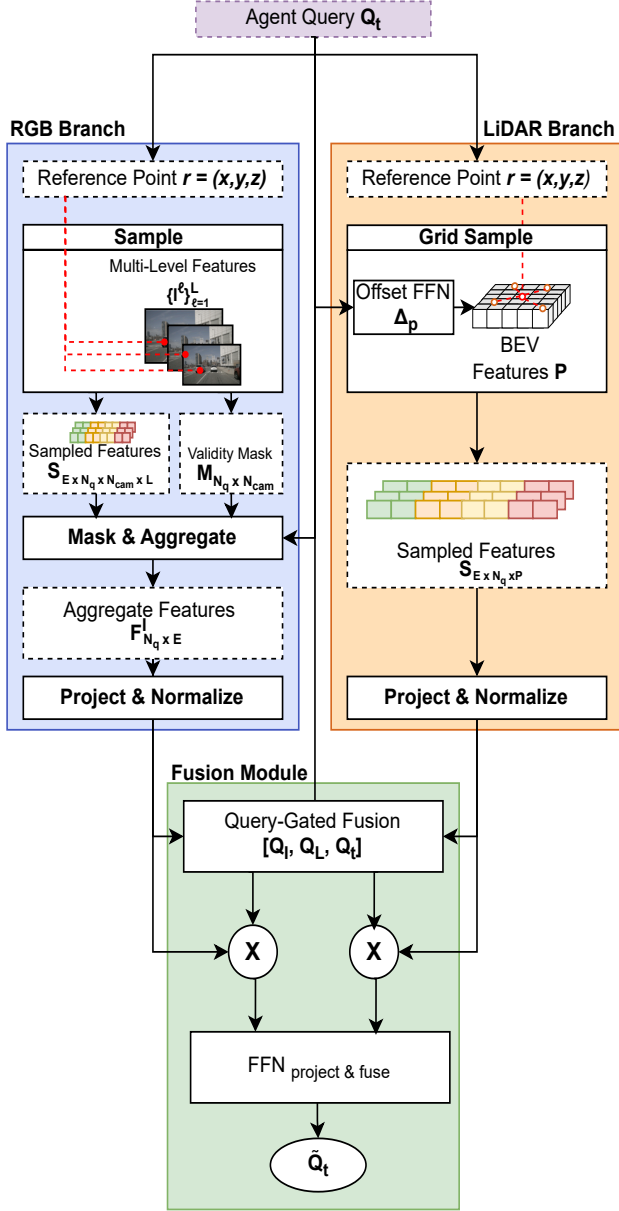 Agent Query Q_t
RGB Branch
Reference Point r = (x,y,z)
Sample
Multi-Level Features
{I^ℓ}^L_ℓ=1
Sampled Features
S_E x N_q x N_cam x L
Validity Mask
M_N_q x N_cam
Mask & Aggregate
Aggregate Features
F^I_N_q x E
Project & Normalize
LiDAR Branch
Reference Point r = (x,y,z)
Grid Sample
Offset FFN
Δ_p
BEV
Features P
Sampled Features
S_E x N_q x P
Project & Normalize
Fusion Module
Query-Gated Fusion
[Q_I, Q_L, Q_t]
X
X
FFN project & fuse
Q̃_t